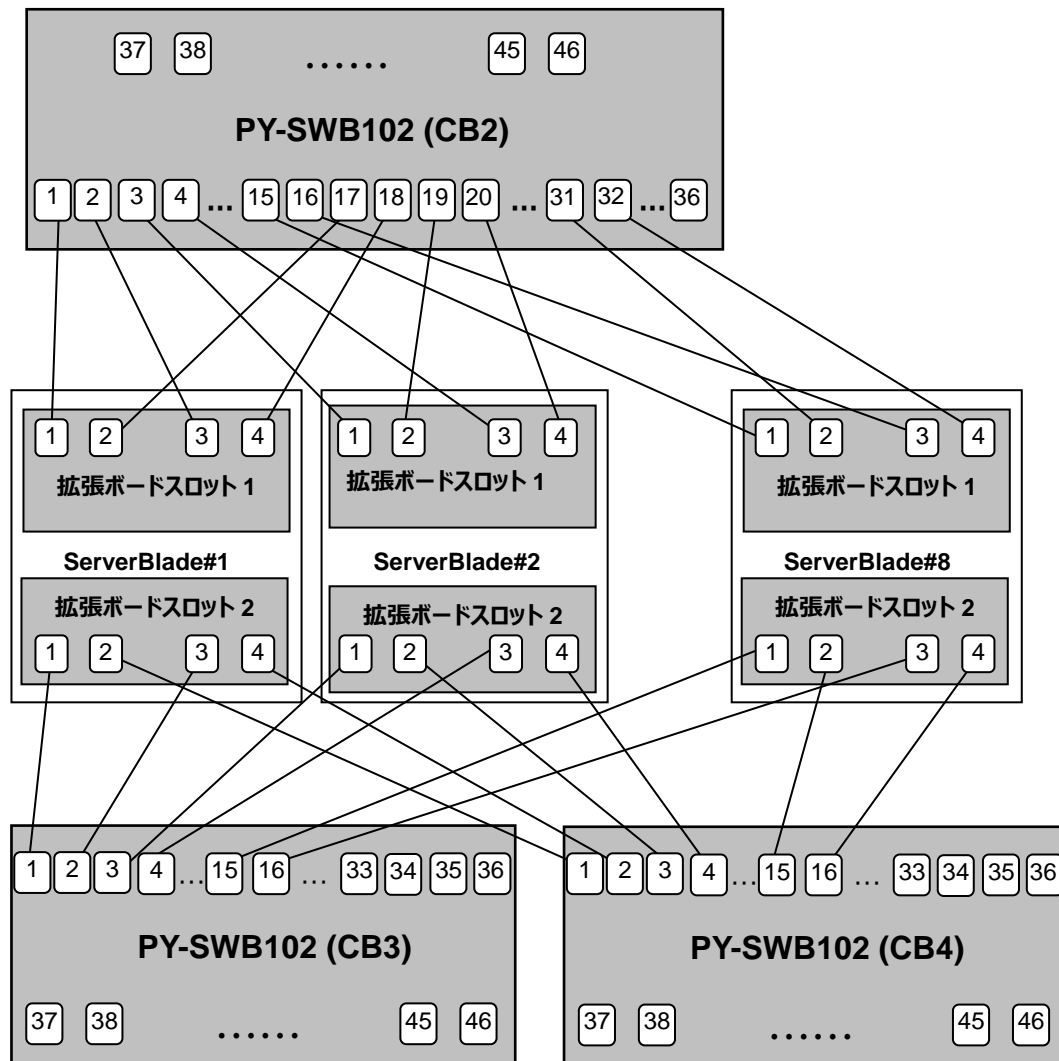 37 38 ...... 45 46
PY-SWB102 (CB2)
1 2 3 4 ... 15 16 17 18 19 20 ... 31 32 ... 36
1 2 3 4 1 2 3 4 1 2 3 4
拡張ボードスロット 1 拡張ボードスロット 1 拡張ボードスロット 1
ServerBlade#1 ServerBlade#2 ServerBlade#8
拡張ボードスロット 2 拡張ボードスロット 2 拡張ボードスロット 2
1 2 3 4 1 2 3 4 1 2 3 4
1 2 3 4 ... 15 16 ... 33 34 35 36 1 2 3 4 ... 15 16 ... 33 34 35 36
PY-SWB102 (CB3) PY-SWB102 (CB4)
37 38 ...... 45 46 37 38 ...... 45 46